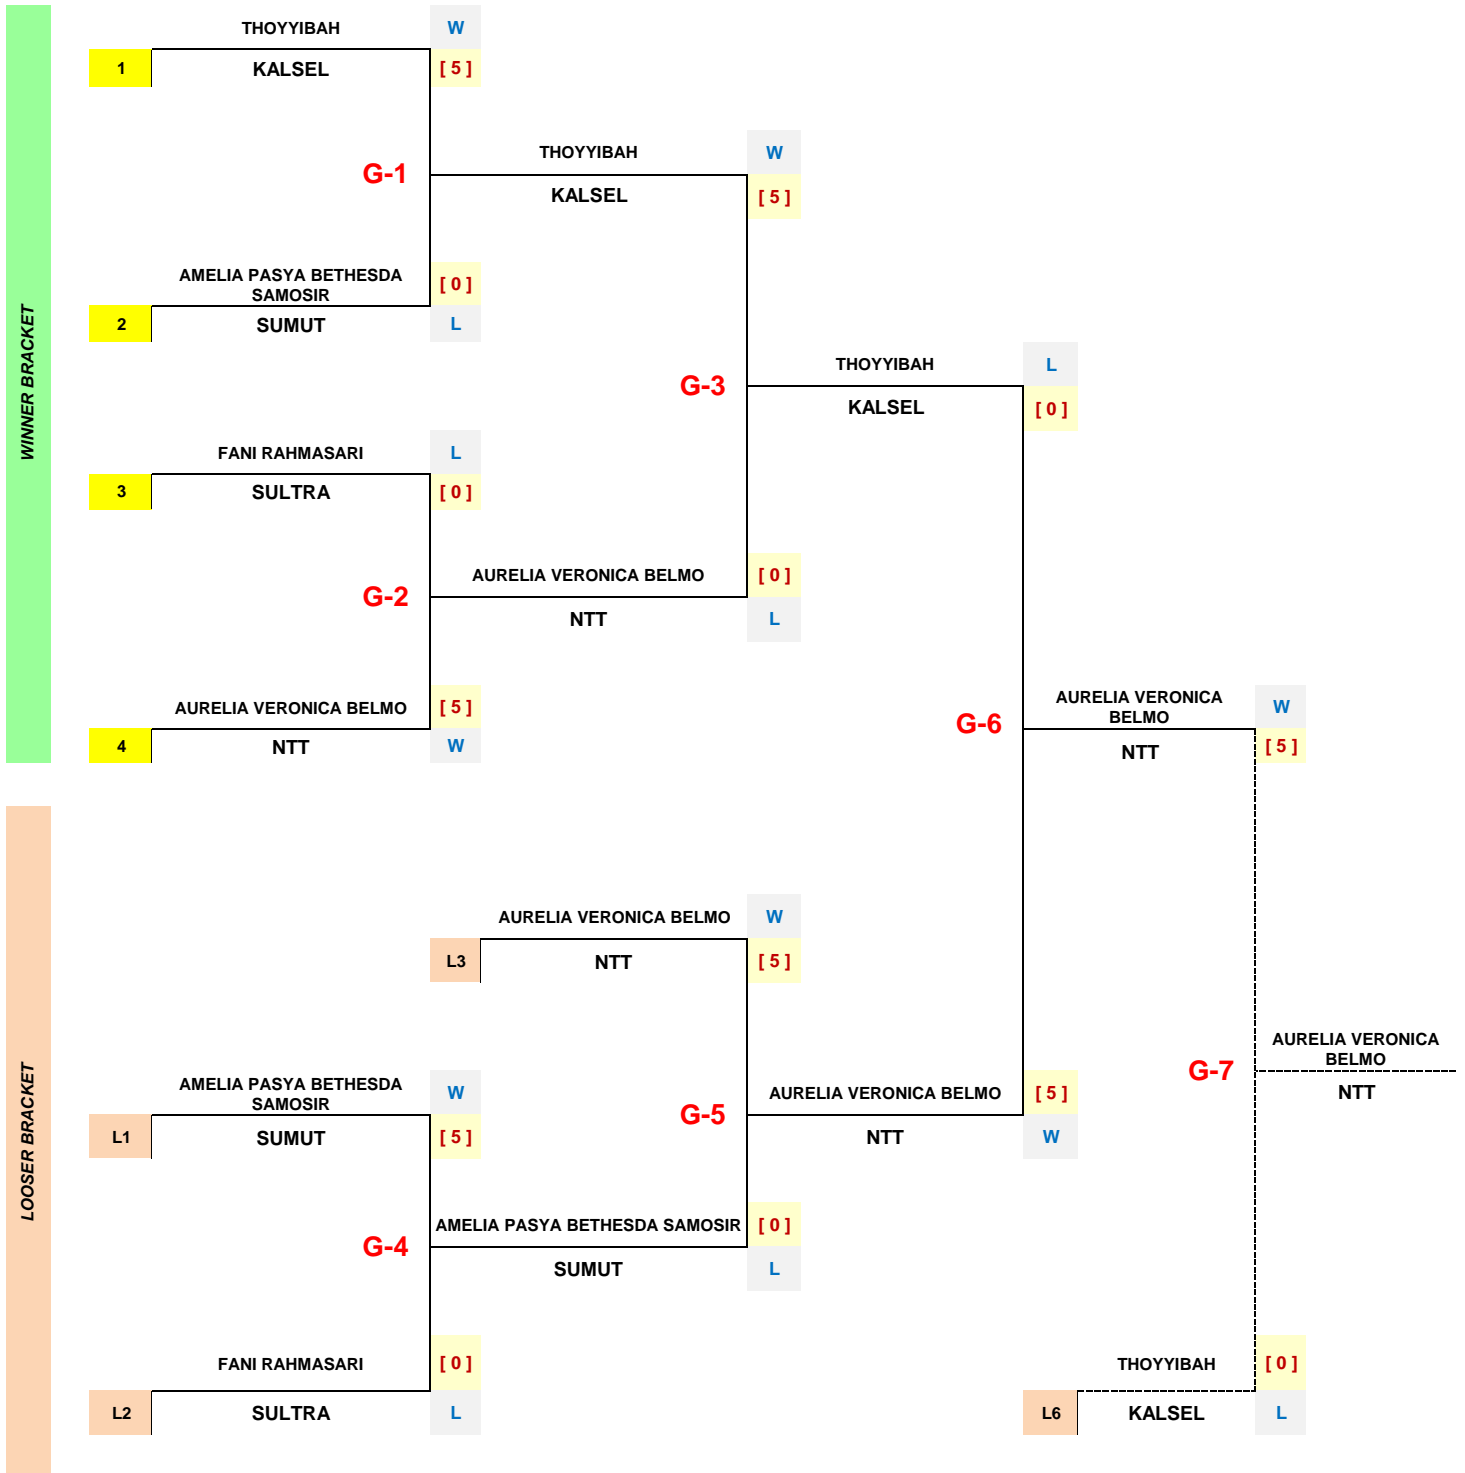 WINNER BRACKET
THOYYIBAH
W
1
KALSEL
[ 5 ]
G-1
AMELIA PASYA BETHESDA
SAMOSIR
[ 0 ]
2
SUMUT
L
THOYYIBAH
W
KALSEL
[ 5 ]
G-3
FANI RAHMASARI
L
3
SULTRA
[ 0 ]
G-2
AURELIA VERONICA BELMO
[ 5 ]
4
NTT
W
AURELIA VERONICA BELMO
[ 0 ]
NTT
L
THOYYIBAH
L
KALSEL
[ 0 ]
G-6
AURELIA VERONICA
BELMO
W
NTT
[ 5 ]
LOOSER BRACKET
AURELIA VERONICA BELMO
W
L3
NTT
[ 5 ]
G-5
AMELIA PASYA BETHESDA
SAMOSIR
W
L1
SUMUT
[ 5 ]
G-4
FANI RAHMASARI
[ 0 ]
L2
SULTRA
L
AMELIA PASYA BETHESDA SAMOSIR
[ 0 ]
SUMUT
L
AURELIA VERONICA BELMO
[ 5 ]
NTT
W
G-7
AURELIA VERONICA
BELMO
NTT
THOYYIBAH
[ 0 ]
L6
KALSEL
L